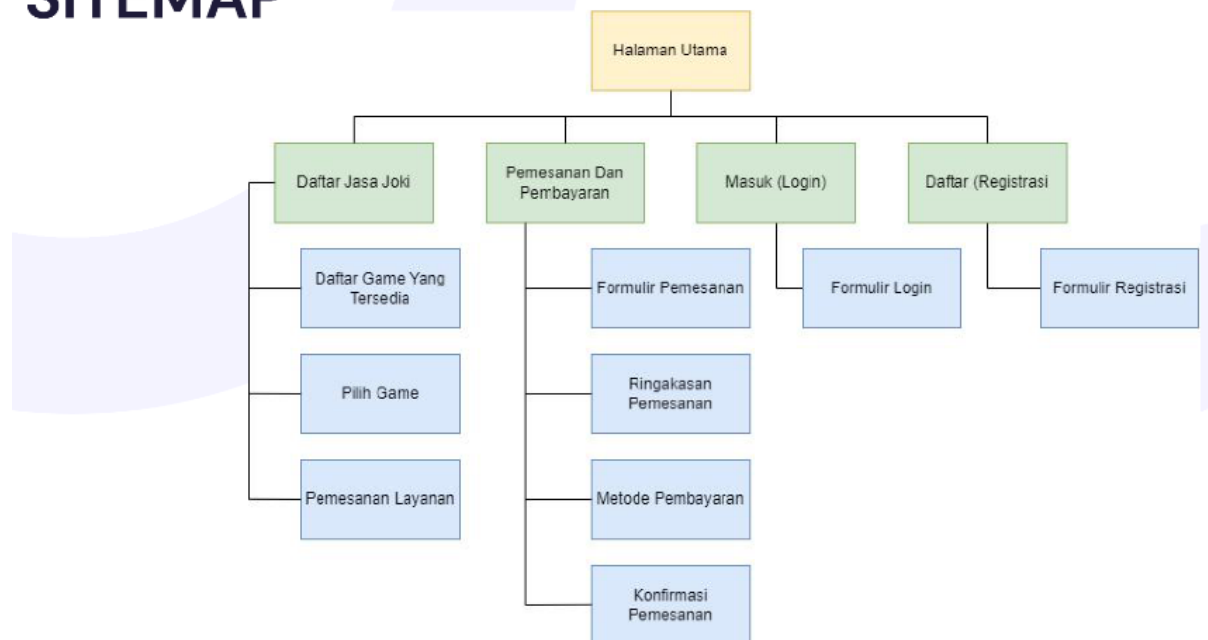 SITEMAP
Halaman Utama
Daftar Jasa Joki
Pemesanan Dan
Pembayaran
Masuk (Login)
Daftar (Registrasi
Daftar Game Yang
Tersedia
Formulir Pemesanan
Formulir Login
Formulir Registrasi
Pilih Game
Ringakasan
Pemesanan
Pemesanan Layanan
Metode Pembayaran
Konfirmasi
Pemesanan